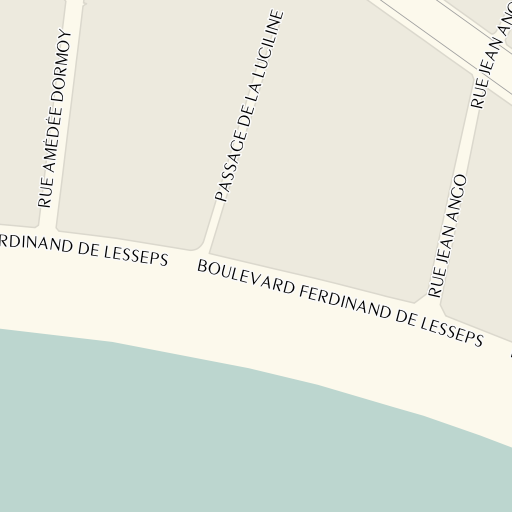 RUE AMÉDÉE DORMOY
PASSAGE DE LA LUCILINE
RUE JEAN ANGO
RUE JEAN ANGO
RDINAND DE LESSEPS
BOULEVARD FERDINAND DE LESSEPS